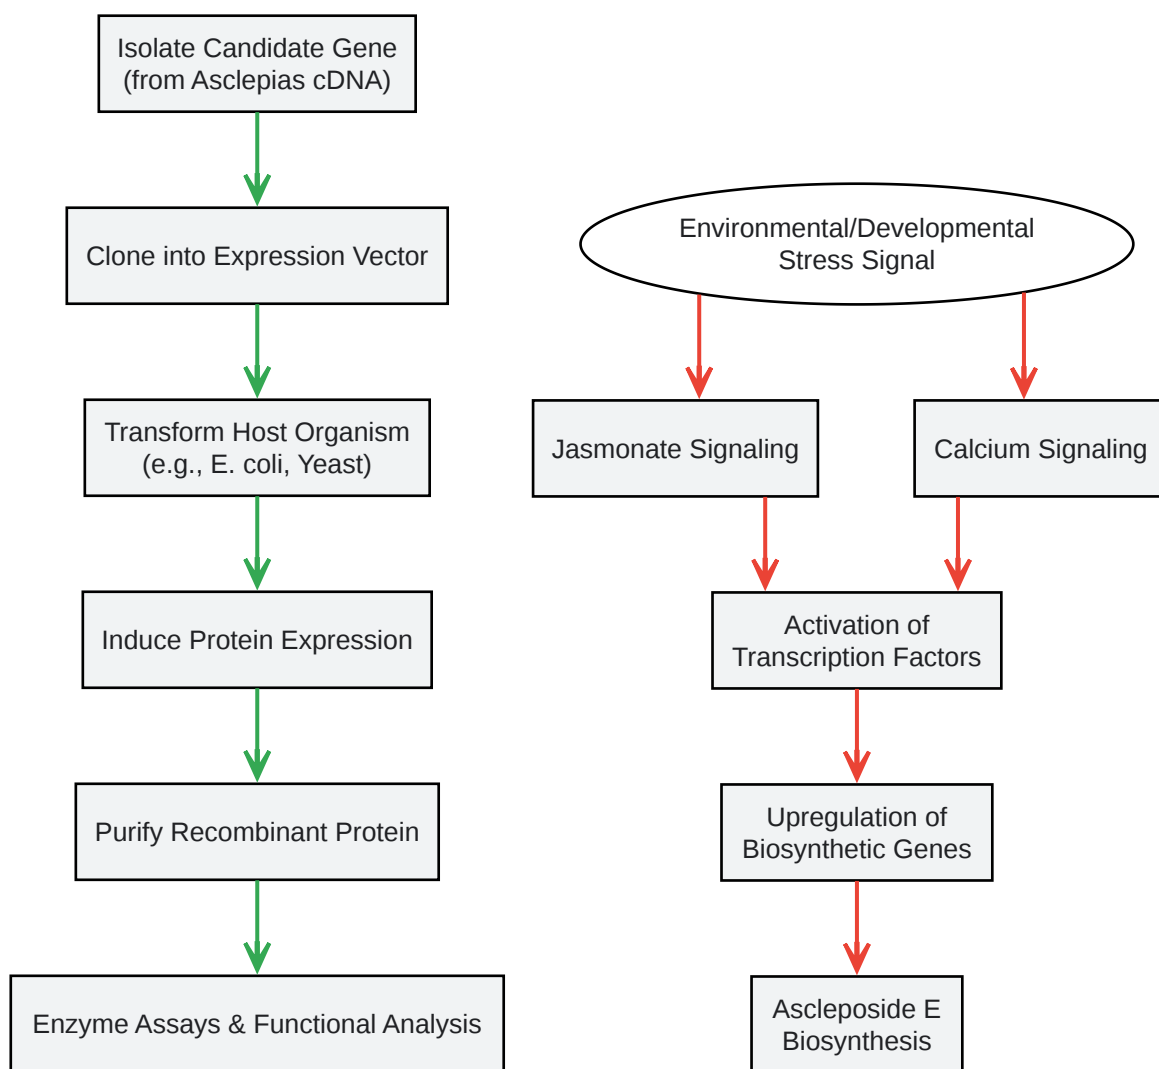 Isolate Candidate Gene
(from Asclepias cDNA)
Clone into Expression Vector
Transform Host Organism
(e.g., E. coli, Yeast)
Induce Protein Expression
Purify Recombinant Protein
Enzyme Assays & Functional Analysis
Environmental/Developmental
Stress Signal
Jasmonate Signaling
Calcium Signaling
Activation of
Transcription Factors
Upregulation of
Biosynthetic Genes
Ascleposide E
Biosynthesis